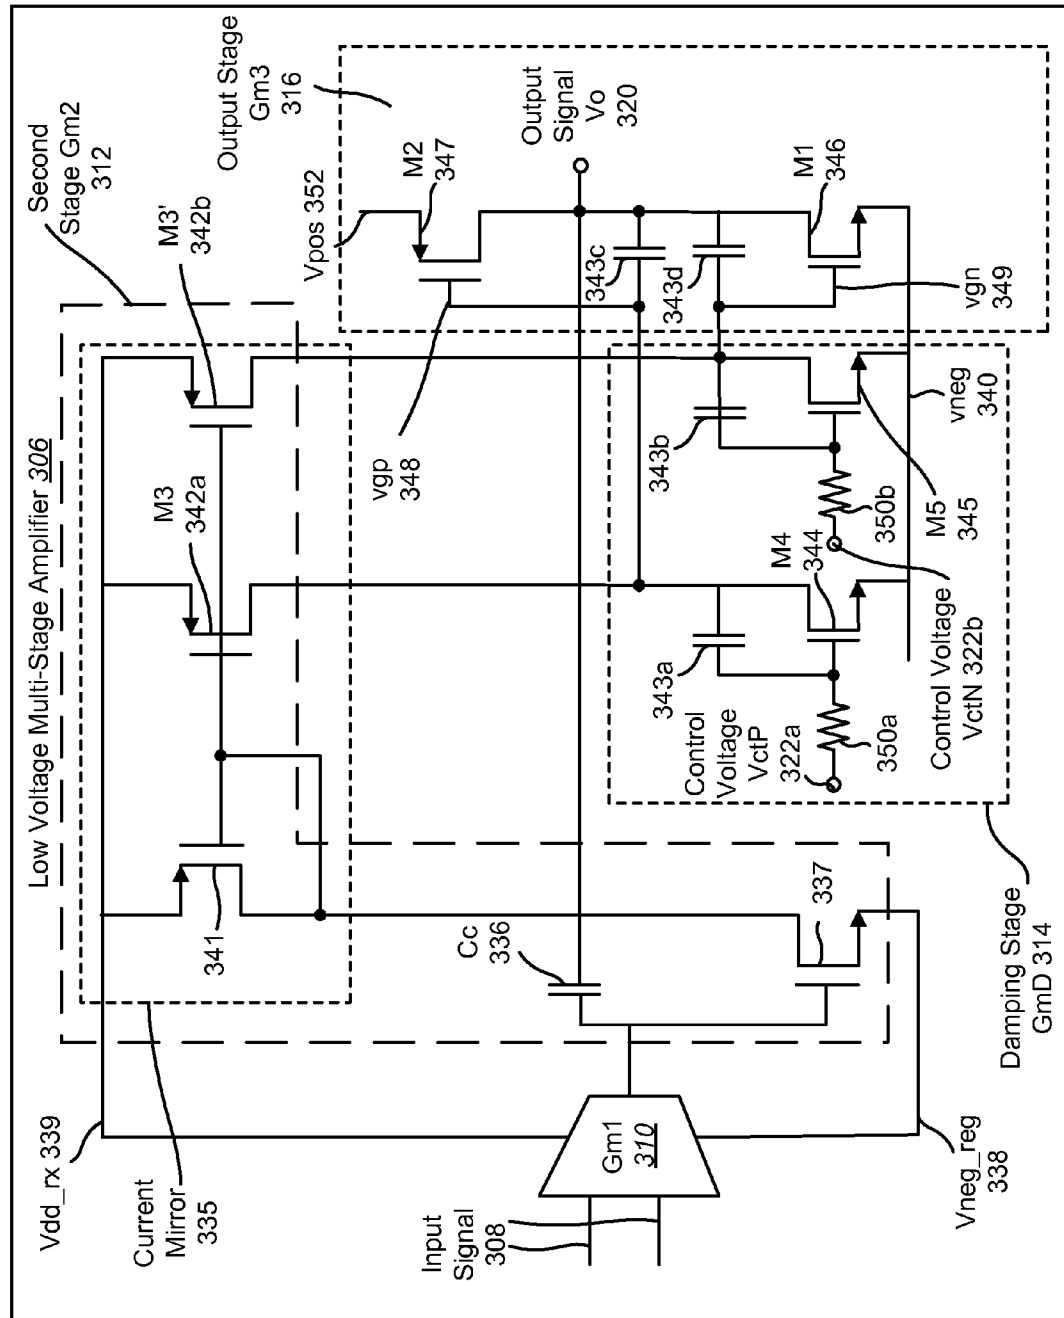 Low Voltage Multi-Stage Amplifier 306
Second
Stage Gm2
312
Output Stage
Gm3
316
Vdd_rx 339
Current
Mirror
335
341
M3
342a
M3'
342b
Vpos 352
M2
347
vgp
348
Output
Signal
Vo
320
Cc
336
343c
343d
M1
346
vgn
349
Input
Signal
308
Gm1
310
337
343a
343b
Control
Voltage
VctP
322a
350a
M4
344
350b
M5
345
vneg
340
Control Voltage
VctN 322b
Vneg_reg
338
Damping Stage
GmD 314